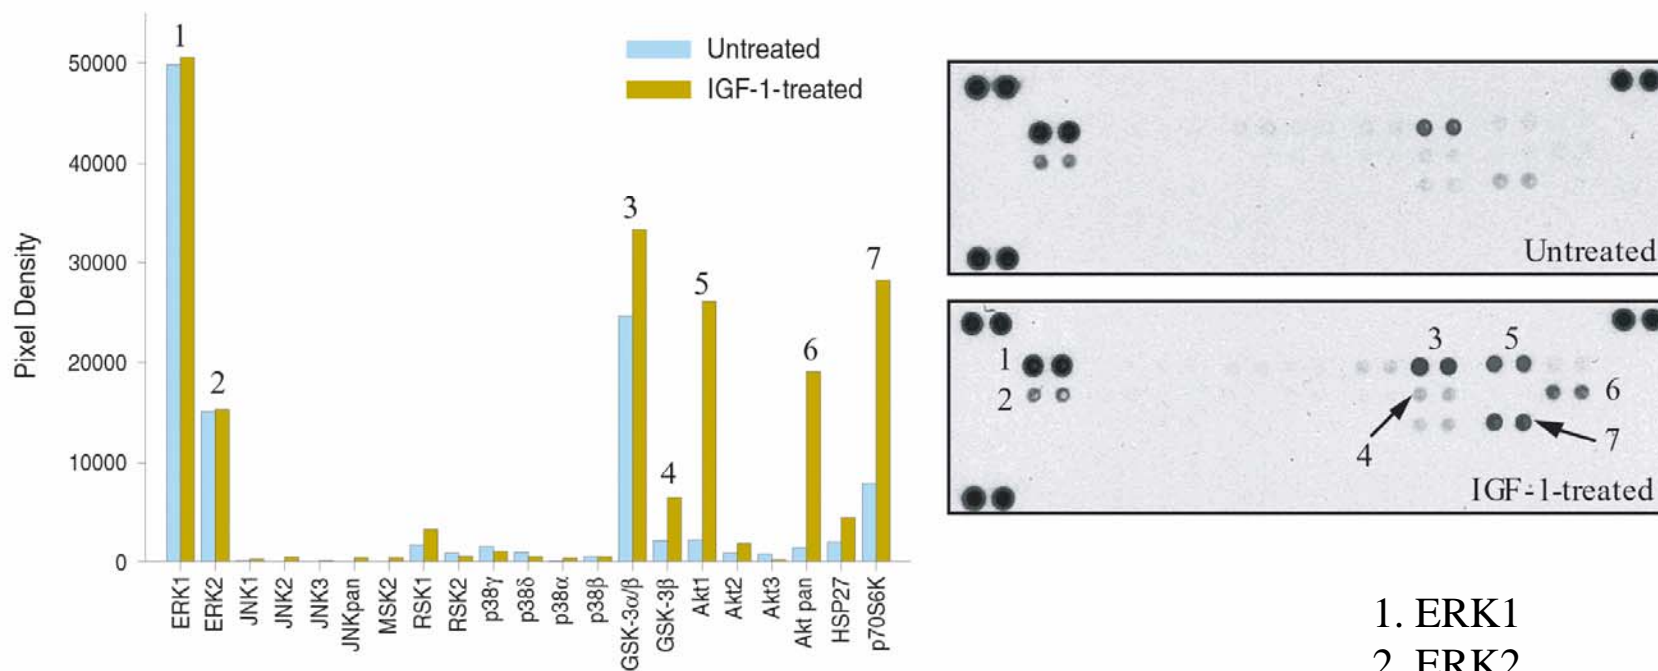 1
2
3
4
5
6
7
Untreated
IGF-1-treated
Pixel Density
50000
40000
30000
20000
10000
0
ERK1
ERK2
JNK1
JNK2
JNK3
JNKpan
MSK2
RSK1
RSK2
p38γ
p38δ
p38α
p38β
GSK-3α/β
GSK-3β
Akt1
Akt2
Akt3
Akt pan
HSP27
p70S6K
Untreated
1
2
3
5
6
4
7
IGF-1-treated
1. ERK1
2. ERK2